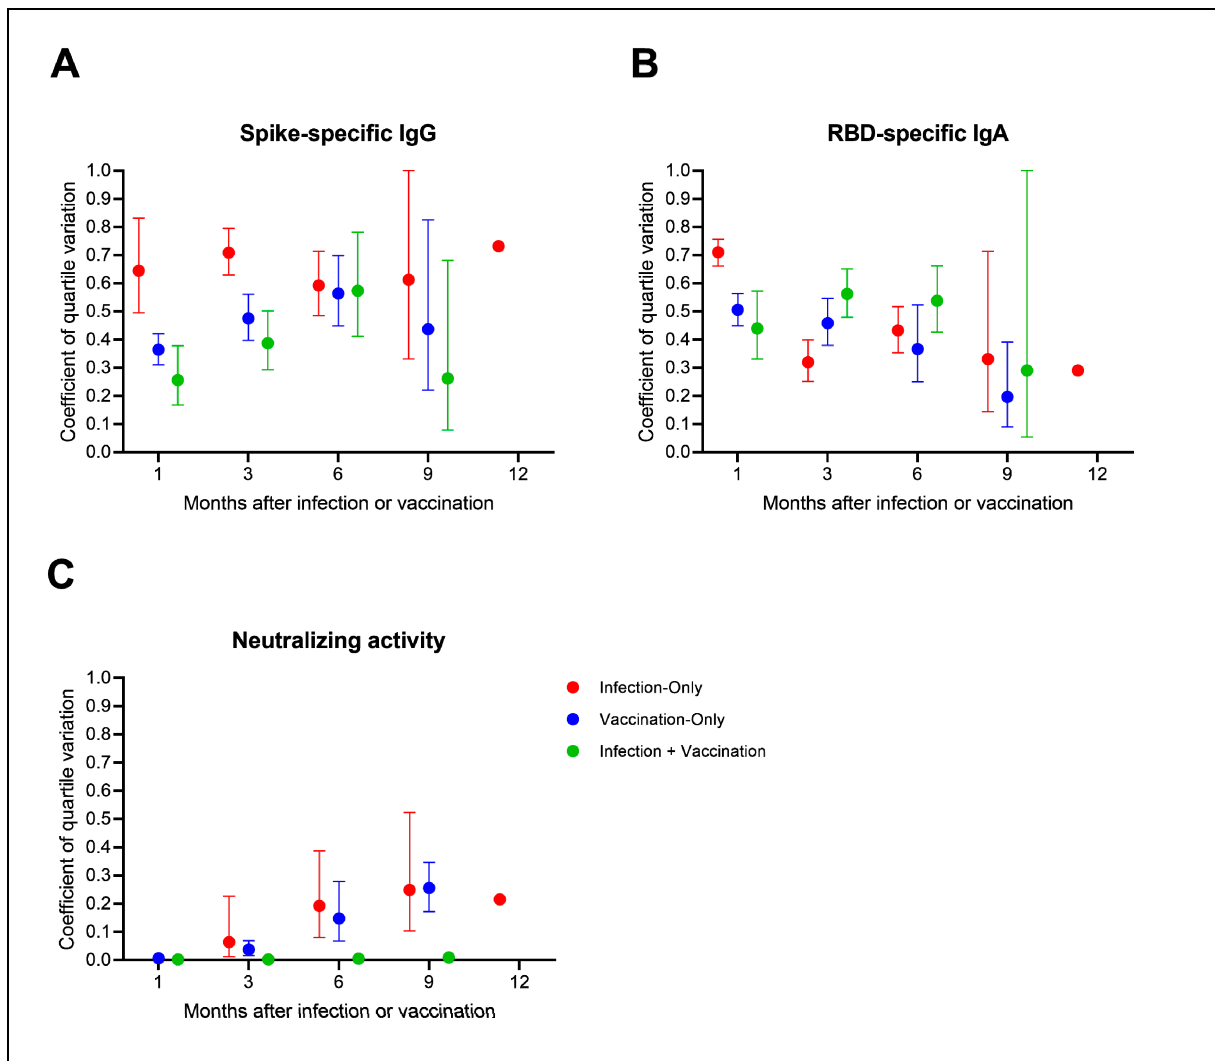 A
Spike-specific IgG
Coefficient of quartile variation
1.0
0.9
0.8
0.7
0.6
0.5
0.4
0.3
0.2
0.1
0.0
1 3 6 9 12
Months after infection or vaccination
B
RBD-specific IgA
Coefficient of quartile variation
1.0
0.9
0.8
0.7
0.6
0.5
0.4
0.3
0.2
0.1
0.0
1 3 6 9 12
Months after infection or vaccination
C
Neutralizing activity
Coefficient of quartile variation
1.0
0.9
0.8
0.7
0.6
0.5
0.4
0.3
0.2
0.1
0.0
1 3 6 9 12
Months after infection or vaccination
Infection-Only
Vaccination-Only
Infection + Vaccination